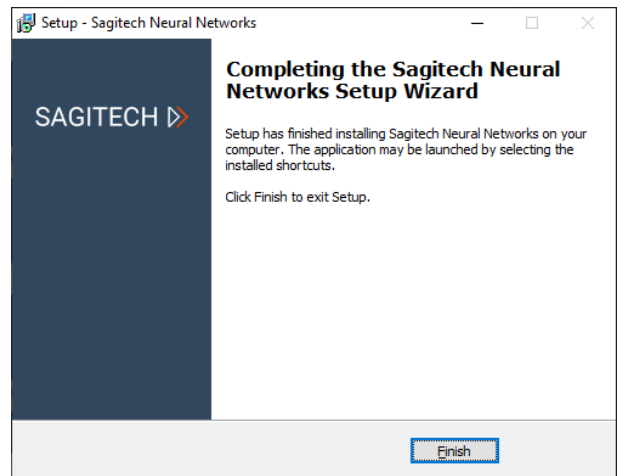 Setup - Sagitech Neural Networks
SAGITECH
Completing the Sagitech Neural
Networks Setup Wizard
Setup has finished installing Sagitech Neural Networks on your
computer. The application may be launched by selecting the
installed shortcuts.
Click Finish to exit Setup.
Finish